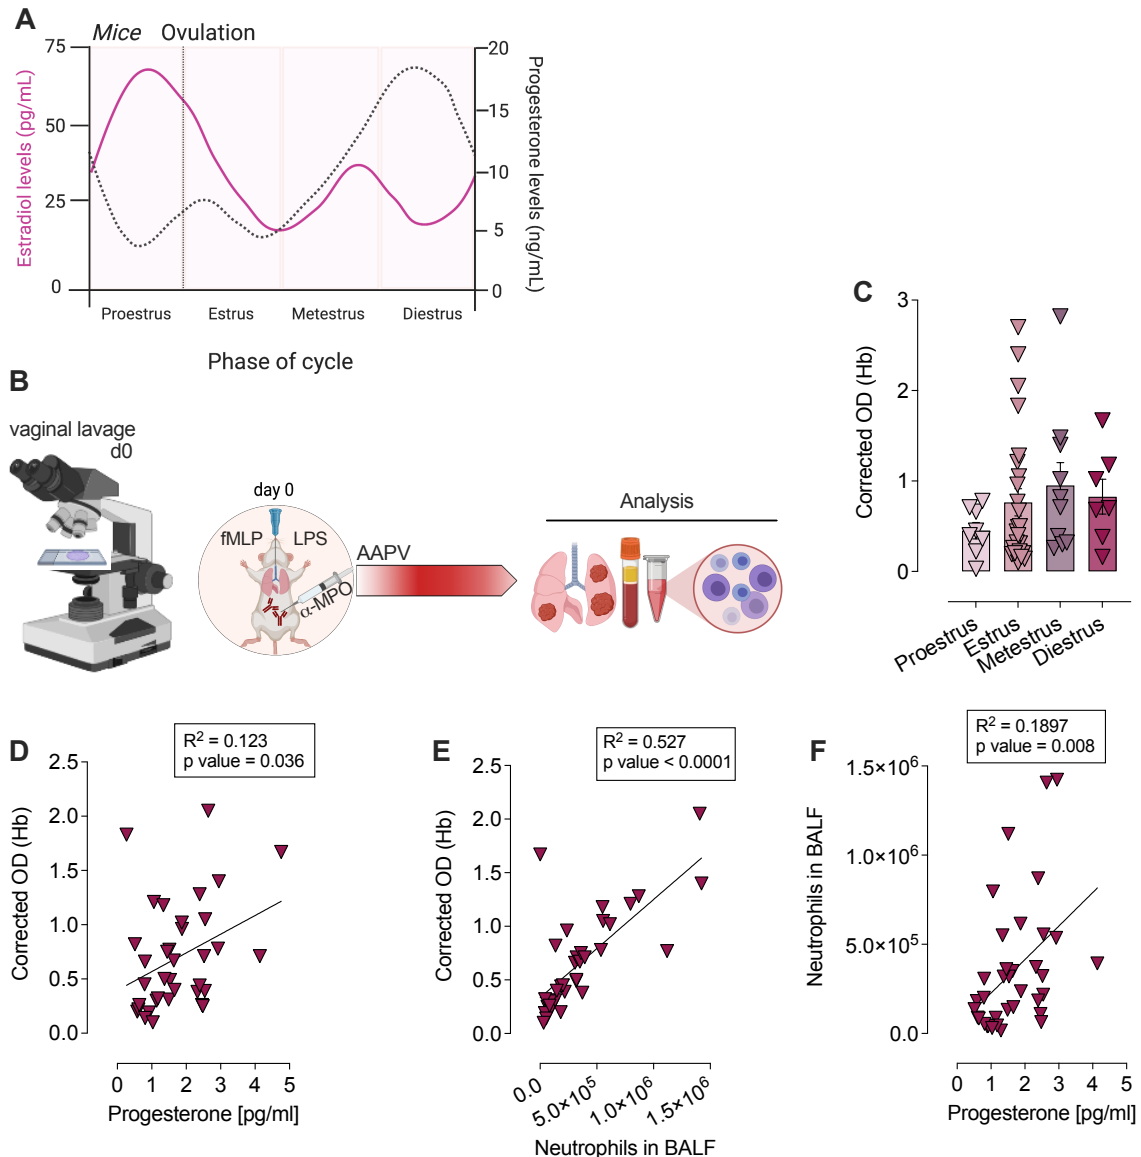 A
Mice Ovulation
75
50
25
0
Estradiol levels (pg/mL)
20
15
10
5
0
Progesterone levels (ng/mL)
Proestrus Estrus Metestrus Diestrus
Phase of cycle
B
vaginal lavage
d0
day 0
fMLP LPS
α-MPO
AAPV
Analysis
C
Corrected OD (Hb)
3
2
1
0
Proestrus
Estrus
Metestrus
Diestrus
D
R² = 0.123
p value = 0.036
Corrected OD (Hb)
2.5
2.0
1.5
1.0
0.5
0.0
0 1 2 3 4 5
Progesterone [pg/ml]
E
R² = 0.527
p value < 0.0001
Corrected OD (Hb)
2.5
2.0
1.5
1.0
0.5
0.0
0.0
5.0×10⁵
1.0×10⁶
1.5×10⁶
Neutrophils in BALF
F
R² = 0.1897
p value = 0.008
Neutrophils in BALF
1.5×10⁶
1.0×10⁶
5.0×10⁵
0.0
0 1 2 3 4 5
Progesterone [pg/ml]